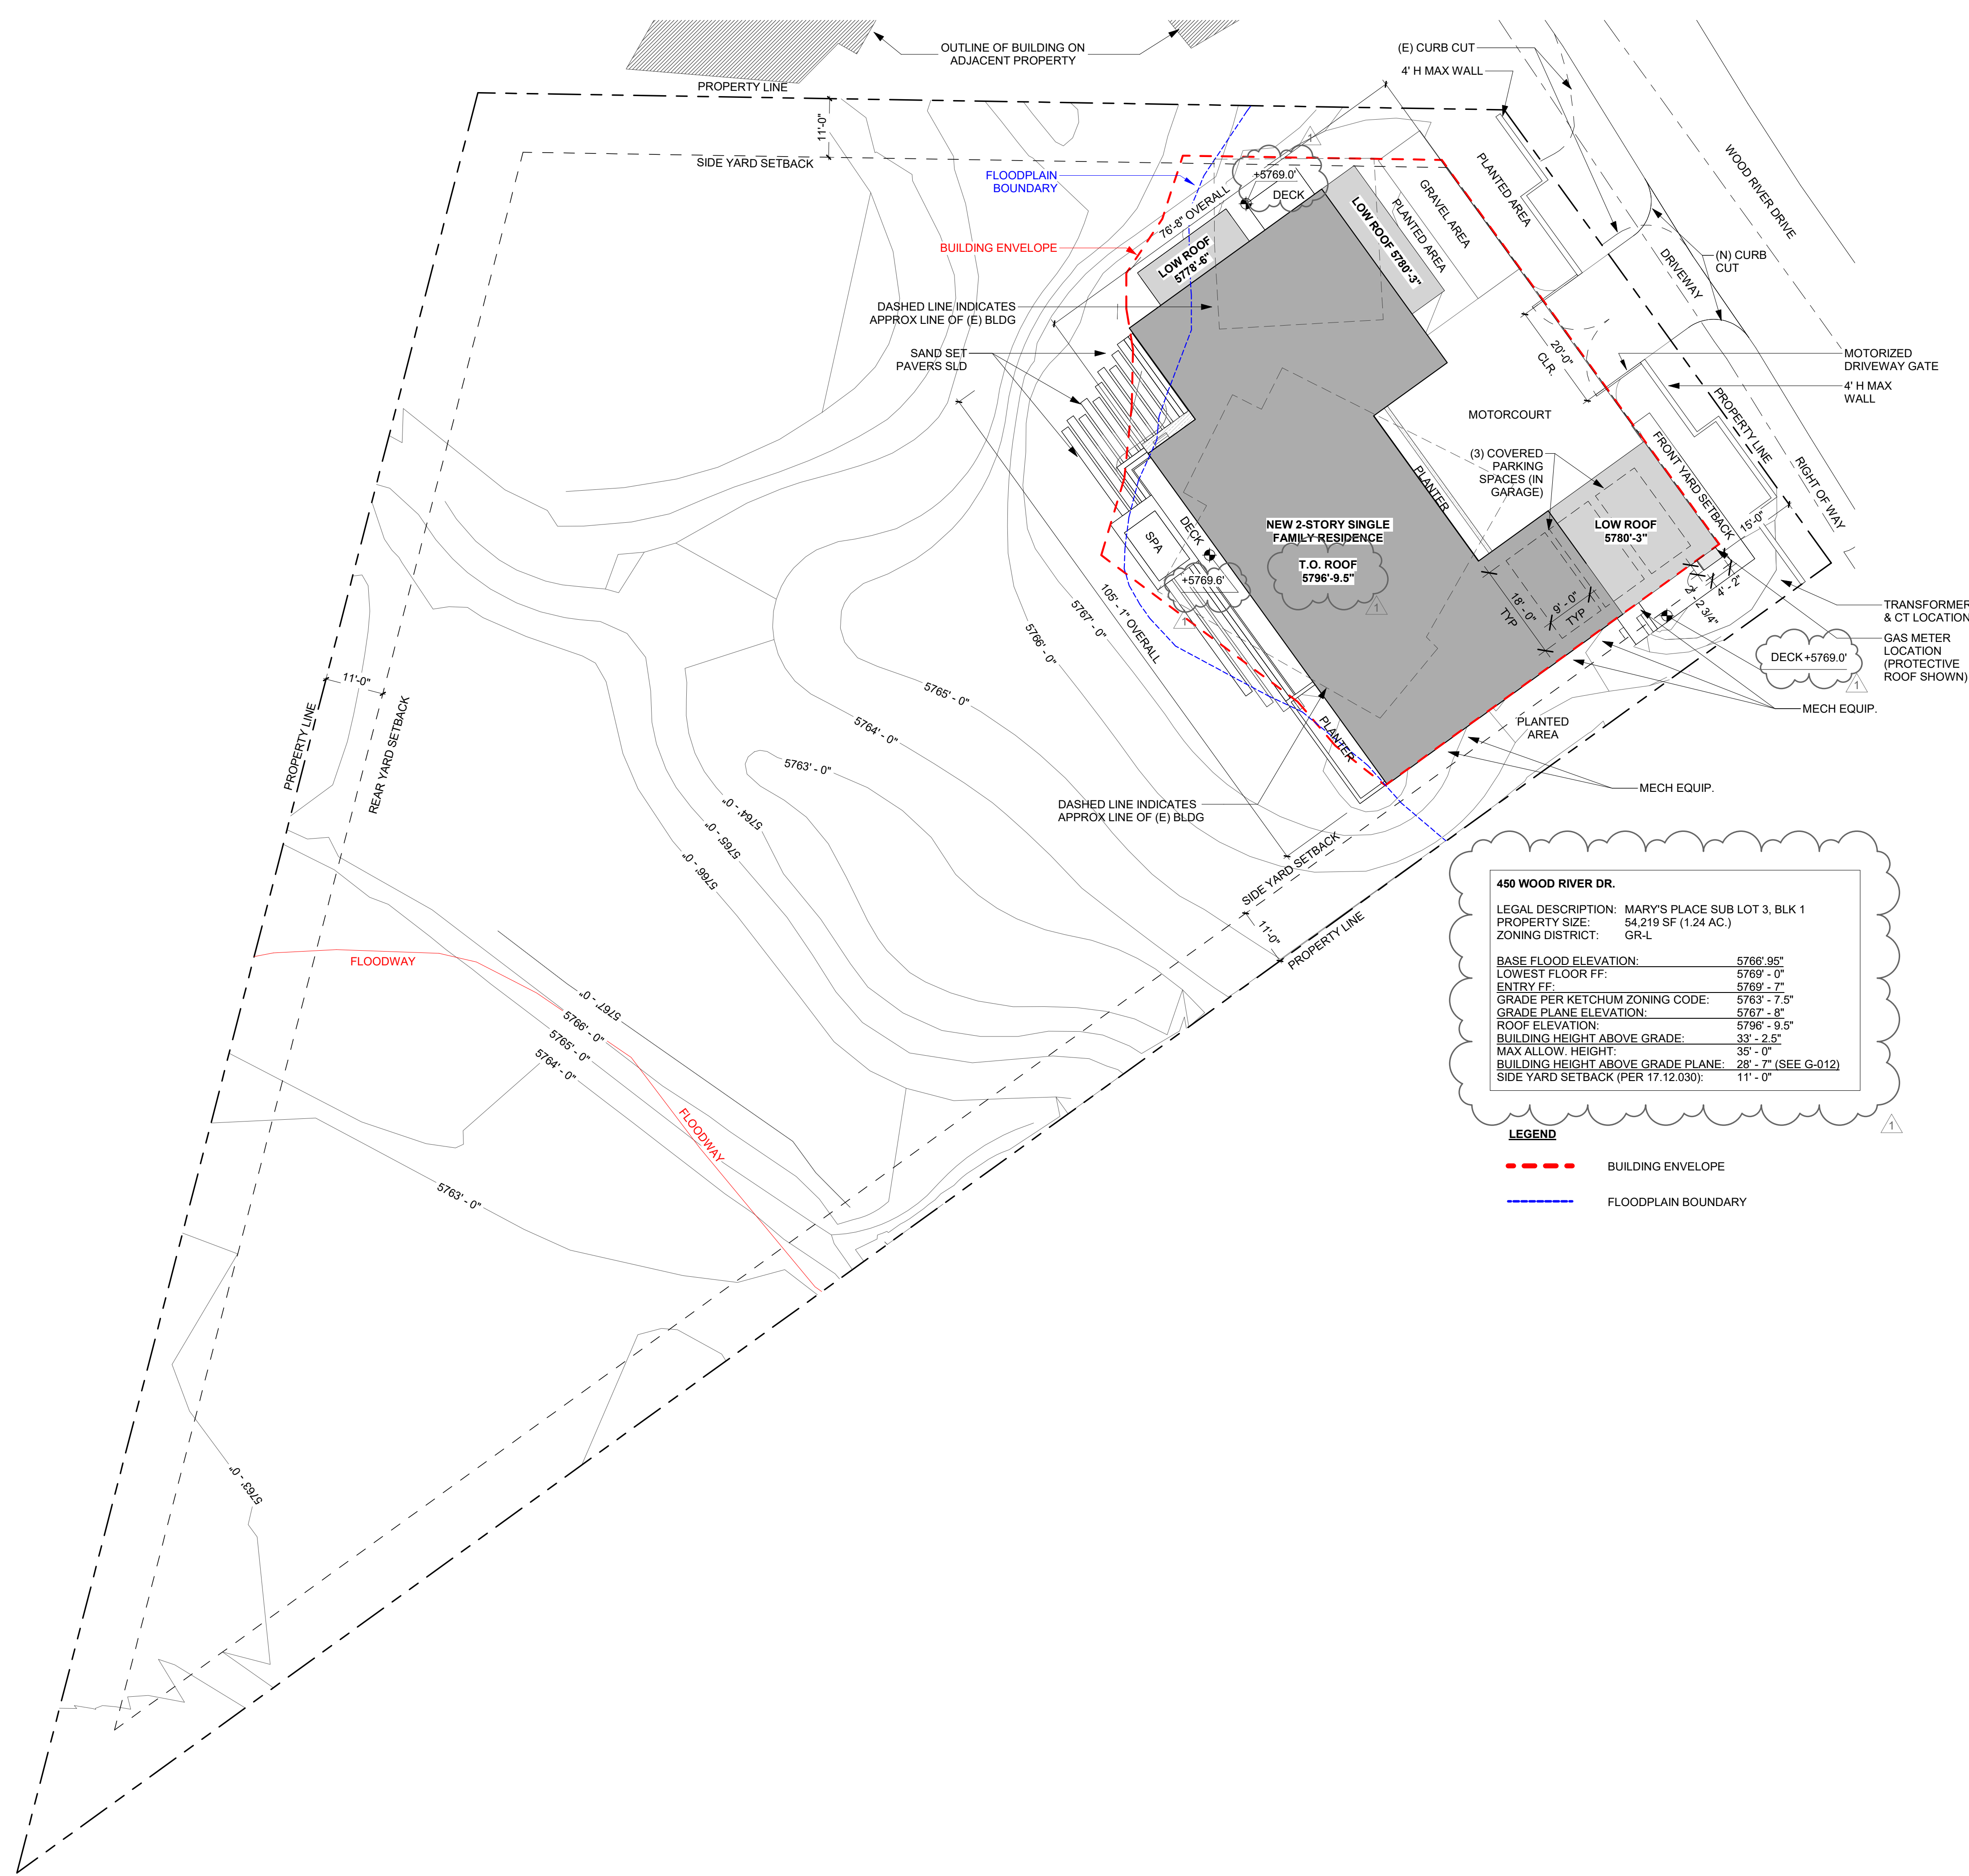 OUTLINE OF BUILDING ON
ADJACENT PROPERTY
(E) CURB CUT
4' H MAX WALL
PROPERTY LINE
11'-0"
SIDE YARD SETBACK
FLOODPLAIN
BOUNDARY
BUILDING ENVELOPE
76'-8" OVERALL
1
+5769.0'
DECK
LOW ROOF
5778'-6"
LOW ROOF 5780'-3"
PLANTED AREA
GRAVEL AREA
PLANTED AREA
WOOD RIVER DRIVE
DRIVEWAY
(N) CURB
CUT
DASHED LINE INDICATES
APPROX LINE OF (E) BLDG
SAND SET
PAVERS SLD
20'-0"
CLR.
MOTORIZED
DRIVEWAY GATE
4' H MAX
WALL
MOTORCOURT
PROPERTY LINE
FRONT YARD SETBACK
RIGHT OF WAY
(3) COVERED
PARKING
SPACES (IN
GARAGE)
PLANTER
LOW ROOF
5780'-3"
15'-0"
DECK
SPA
NEW 2-STORY SINGLE
FAMILY RESIDENCE
T.O. ROOF
5796'-9.5"
1
+5769.6'
1
18' - 0"
TYP
9' - 0"
TYP
2' - 2 3/4"
4' - 2"
TRANSFORMER
& CT LOCATION
GAS METER
LOCATION
(PROTECTIVE
ROOF SHOWN)
DECK +5769.0'
1
MECH EQUIP.
105' - 1" OVERALL
5767' - 0"
5766' - 0"
5765' - 0"
5764' - 0"
5763' - 0"
PLANTER
PLANTED
AREA
MECH EQUIP.
11'-0"
PROPERTY LINE
REAR YARD SETBACK
DASHED LINE INDICATES
APPROX LINE OF (E) BLDG
5764' - 0"
5765' - 0"
5766' - 0"
SIDE YARD SETBACK
11'-0"
PROPERTY LINE
450 WOOD RIVER DR.
LEGAL DESCRIPTION: MARY'S PLACE SUB LOT 3, BLK 1
PROPERTY SIZE: 54,219 SF (1.24 AC.)
ZONING DISTRICT: GR-L
BASE FLOOD ELEVATION: 5766'.95"
LOWEST FLOOR FF: 5769' - 0"
ENTRY FF: 5769' - 7"
GRADE PER KETCHUM ZONING CODE: 5763' - 7.5"
GRADE PLANE ELEVATION: 5767' - 8"
ROOF ELEVATION: 5796' - 9.5"
BUILDING HEIGHT ABOVE GRADE: 33' - 2.5"
MAX ALLOW. HEIGHT: 35' - 0"
BUILDING HEIGHT ABOVE GRADE PLANE: 28' - 7" (SEE G-012)
SIDE YARD SETBACK (PER 17.12.030): 11' - 0"
1
LEGEND
BUILDING ENVELOPE
FLOODPLAIN BOUNDARY
FLOODWAY
5767' - 0"
5766' - 0"
5765' - 0"
5764' - 0"
FLOODWAY
5763' - 0"
5763' - 0"